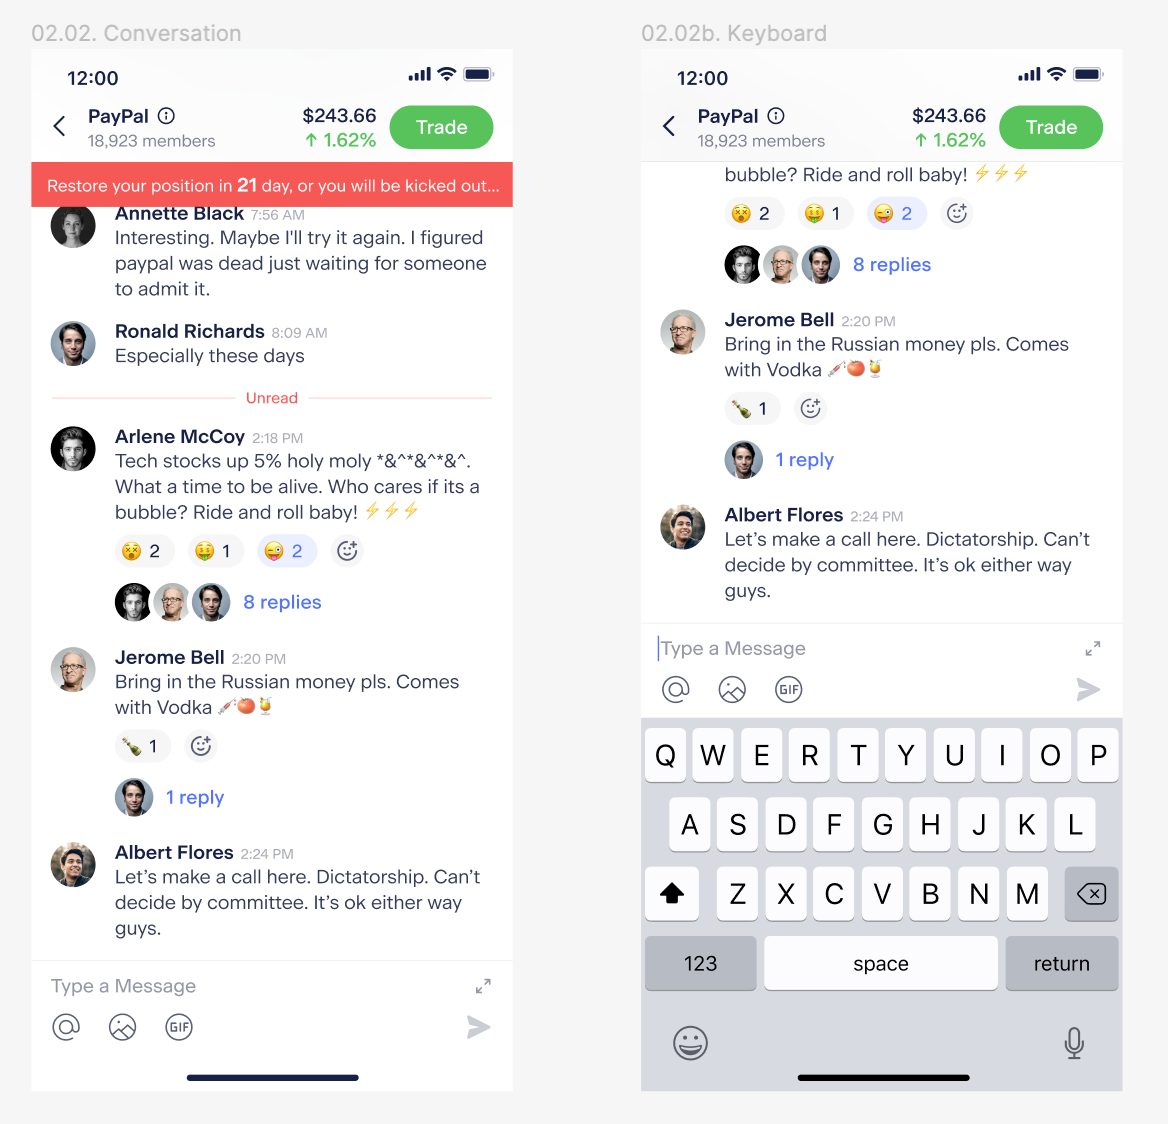 02.02. Conversation
12:00
PayPal
$243.66
Trade
18,923 members
↑ 1.62%
Restore your position in 21 day, or you will be kicked out...
Annette Black 7:56 AM
Interesting. Maybe I'll try it again. I figured
paypal was dead just waiting for someone
to admit it.
Ronald Richards 8:09 AM
Especially these days
Unread
Arlene McCoy 2:18 PM
Tech stocks up 5% holy moly *&^*&^*&^.
What a time to be alive. Who cares if its a
bubble? Ride and roll baby! ⚡⚡⚡
😵 2 🤑 1 😜 2
8 replies
Jerome Bell 2:20 PM
Bring in the Russian money pls. Comes
with Vodka 💉🍅🍹
🍾 1
1 reply
Albert Flores 2:24 PM
Let’s make a call here. Dictatorship. Can’t
decide by committee. It’s ok either way
guys.
Type a Message
@ GIF
02.02b. Keyboard
12:00
PayPal
$243.66
Trade
18,923 members
↑ 1.62%
bubble? Ride and roll baby! ⚡⚡⚡
😵 2 🤑 1 😜 2
8 replies
Jerome Bell 2:20 PM
Bring in the Russian money pls. Comes
with Vodka 💉🍅🍹
🍾 1
1 reply
Albert Flores 2:24 PM
Let’s make a call here. Dictatorship. Can’t
decide by committee. It’s ok either way
guys.
Type a Message
@ GIF
Q W E R T Y U I O P
A S D F G H J K L
Z X C V B N M
123 space return